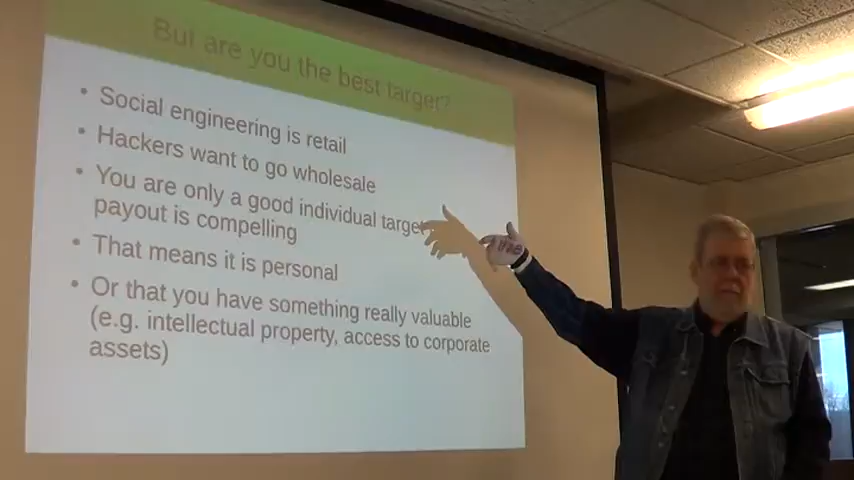 But are you the best target?
• Social engineering is retail
• Hackers want to go wholesale
• You are only a good individual target
payout is compelling
• That means it is personal
• Or that you have something really valuable
(e.g. intellectual property, access to corporate
assets)